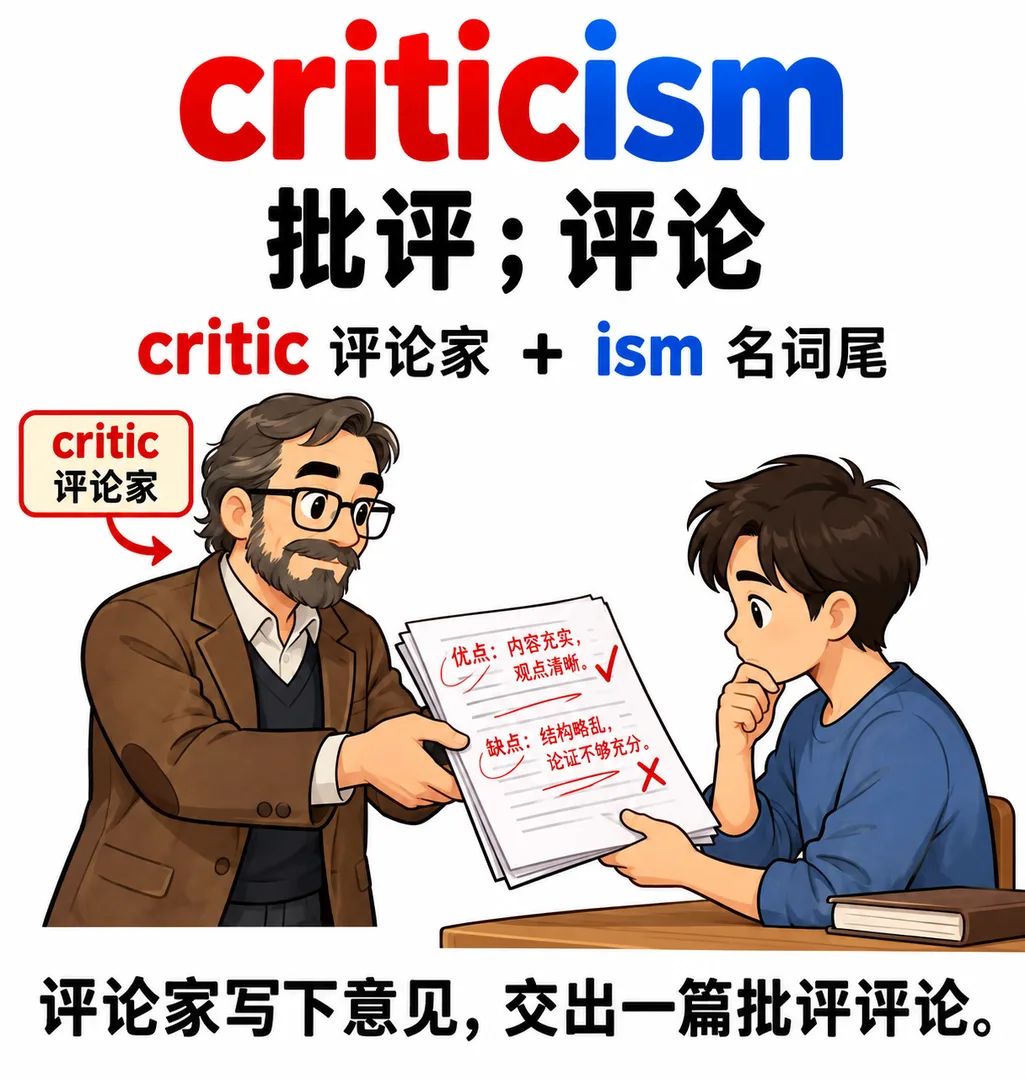 criticism
批评；评论
critic 评论家 + ism 名词尾
critic
评论家
优点：内容充实，
观点清晰。
缺点：结构略乱，
论证不够充分。
评论家写下意见，交出一篇批评评论。